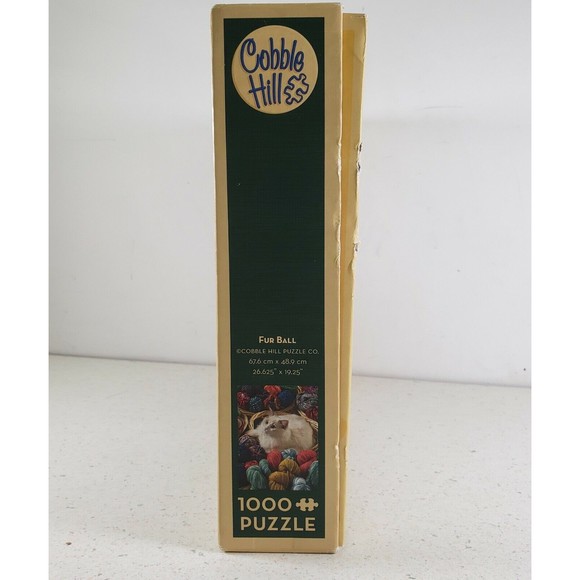 Cobble
Hill
Fur Ball
©Cobble Hill Puzzle Co.
67.6 cm x 48.9 cm
26.625" x 19.25"
1000
PUZZLE